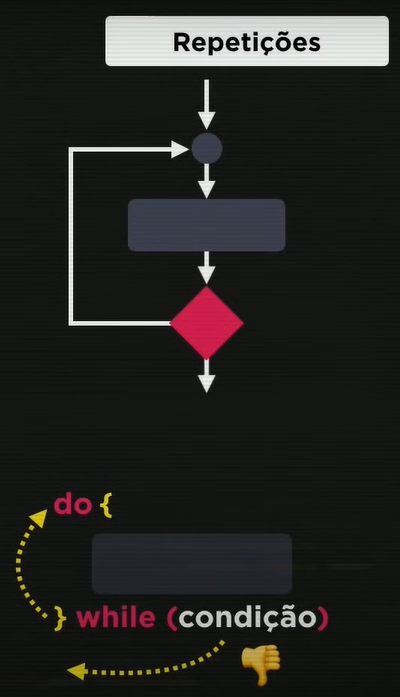 Repetições
do {
} while (condição)